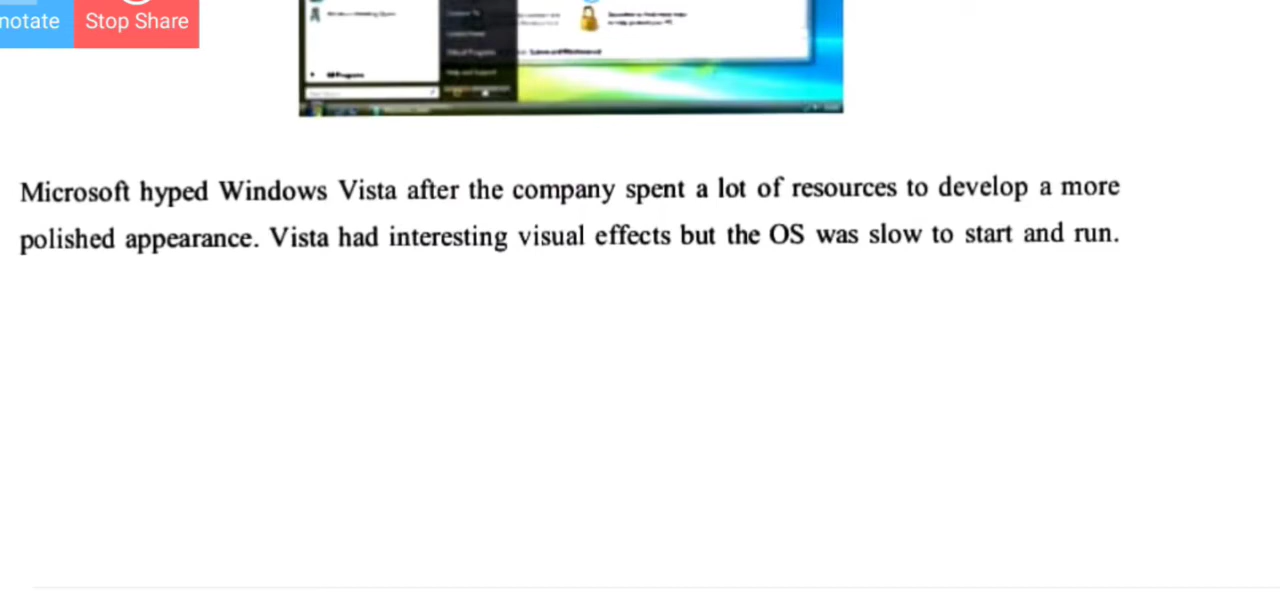 notate Stop Share
Microsoft hyped Windows Vista after the company spent a lot of resources to develop a more
polished appearance. Vista had interesting visual effects but the OS was slow to start and run.